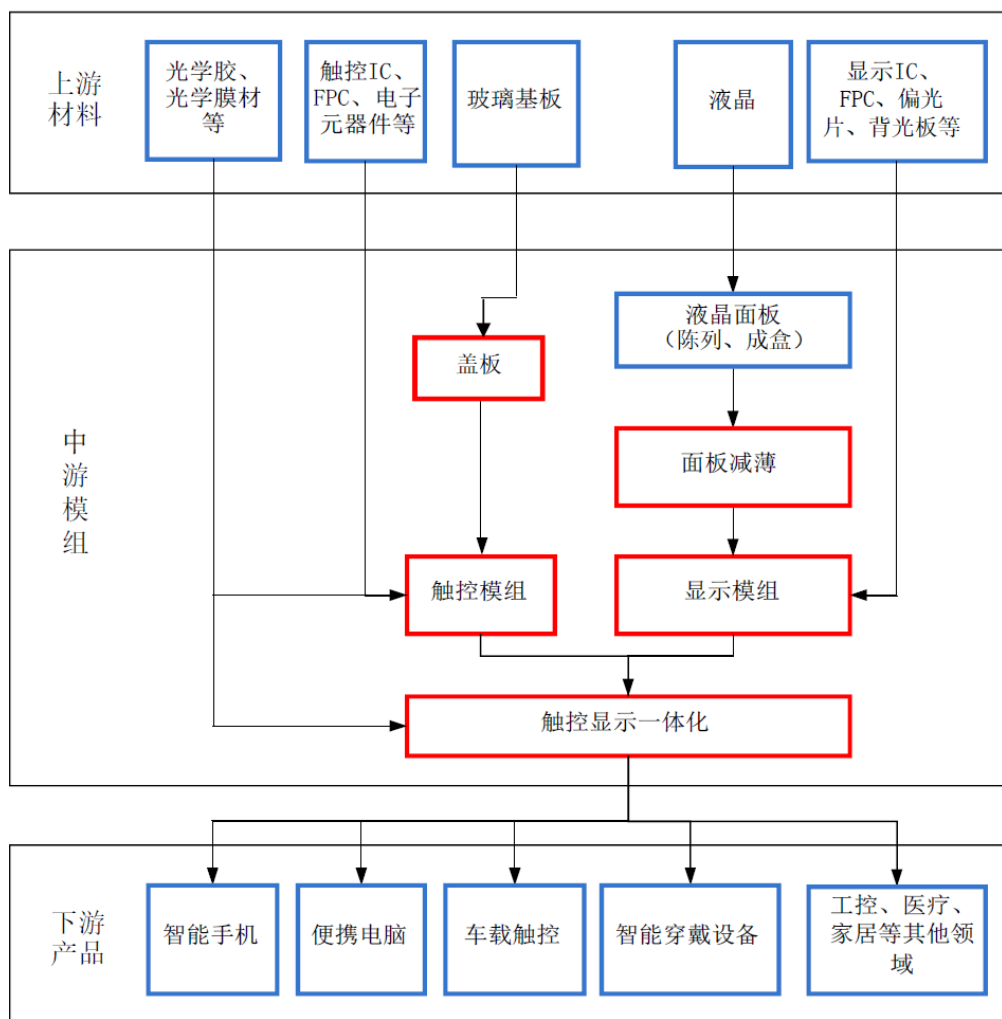 上游
材料
光学胶、
光学膜材
等
触控IC、
FPC、电子
元器件等
玻璃基板
液晶
显示IC、
FPC、偏光
片、背光板等
中
游
模
组
液晶面板
（陈列、成盒）
盖板
面板减薄
触控模组
显示模组
触控显示一体化
下游
产品
智能手机
便携电脑
车载触控
智能穿戴设备
工控、医疗、
家居等其他领
域